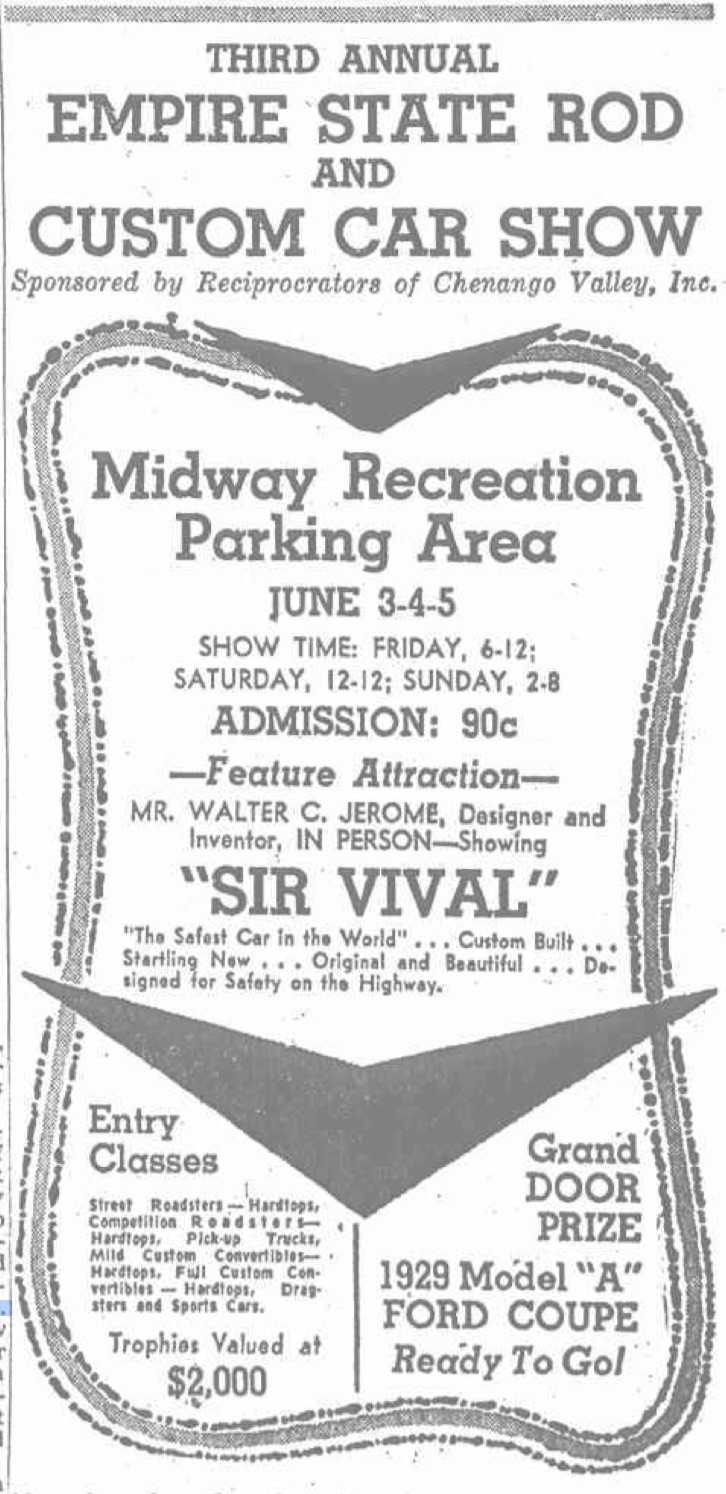 THIRD ANNUAL
EMPIRE STATE ROD
AND
CUSTOM CAR SHOW
Sponsored by Reciprocrators of Chenango Valley, Inc.
Midway Recreation
Parking Area
JUNE 3-4-5
SHOW TIME: FRIDAY, 6-12;
SATURDAY, 12-12; SUNDAY, 2-8
ADMISSION: 90c
—Feature Attraction—
MR. WALTER C. JEROME, Designer and
Inventor, IN PERSON—Showing
"SIR VIVAL"
"The Safest Car in the World" . . . Custom Built . . .
Startling New . . . Original and Beautiful . . . De-
signed for Safety on the Highway.
Entry
Classes
Street Roadsters — Hardtops,
Competition Roadsters—
Hardtops, Pick-up Trucks,
Mild Custom Convertibles—
Hardtops, Full Custom Con-
vertibles — Hardtops, Drag-
sters and Sports Cars.
Trophies Valued at
$2,000
Grand
DOOR
PRIZE
1929 Model "A"
FORD COUPE
Ready To Go!